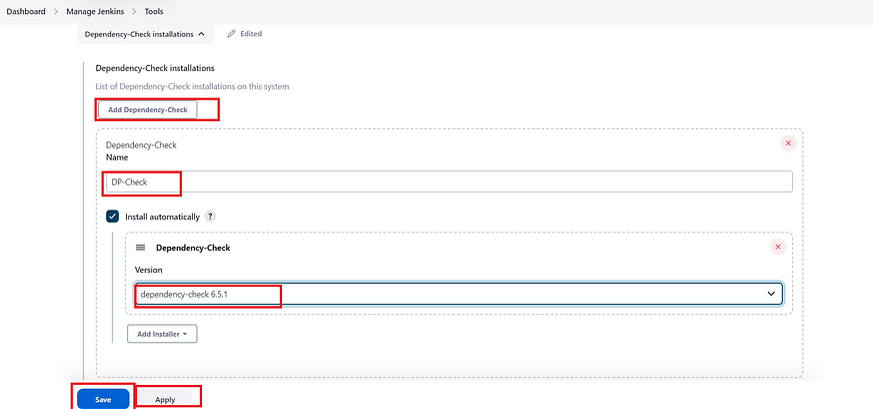 Dashboard > Manage Jenkins > Tools
Dependency-Check installations Edited
Dependency-Check installations
List of Dependency-Check installations on this system
Add Dependency-Check
Dependency-Check
Name
DP-Check
Install automatically ?
Dependency-Check
Version
dependency-check 6.5.1
Add Installer
Save Apply